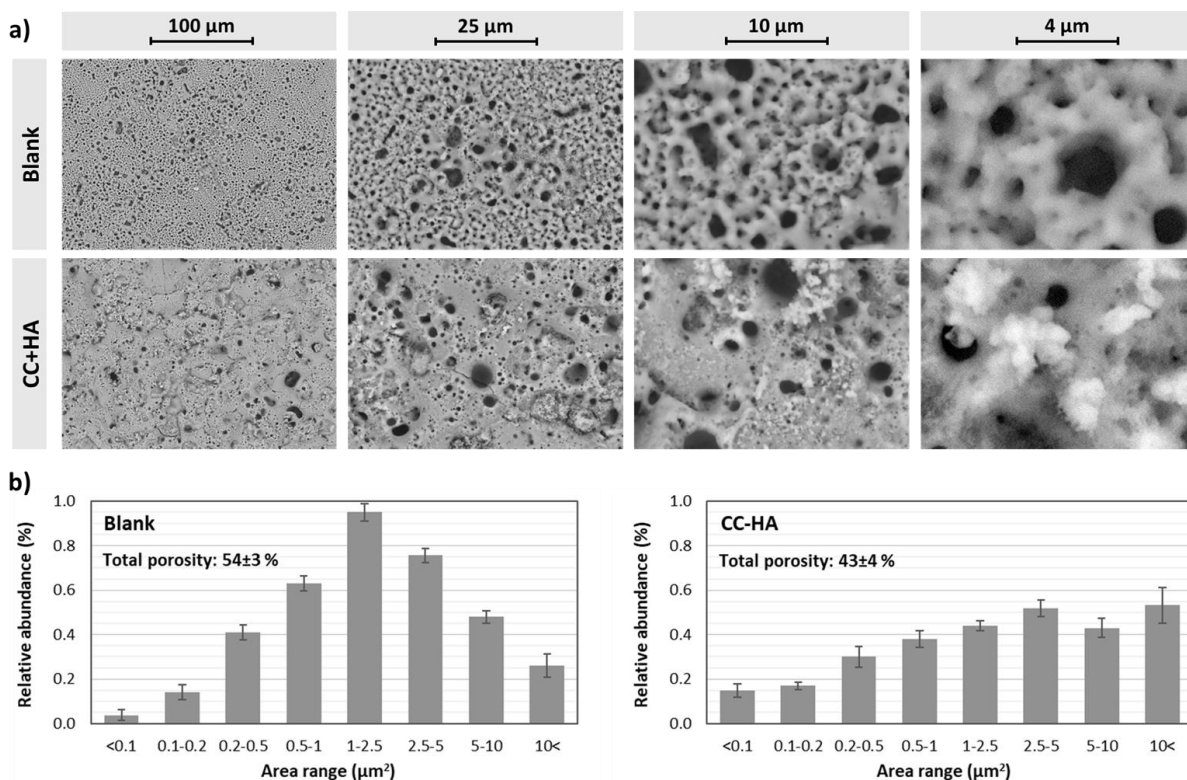 a)
100 µm
25 µm
10 µm
4 µm
Blank
CC+HA
b)
Relative abundance (%)
1.0
0.8
0.6
0.4
0.2
0.0
Blank
Total porosity: 54±3 %
<0.1
0.1-0.2
0.2-0.5
0.5-1
1-2.5
2.5-5
5-10
10<
Area range (µm²)
Relative abundance (%)
1.0
0.8
0.6
0.4
0.2
0.0
CC-HA
Total porosity: 43±4 %
<0.1
0.1-0.2
0.2-0.5
0.5-1
1-2.5
2.5-5
5-10
10<
Area range (µm²)